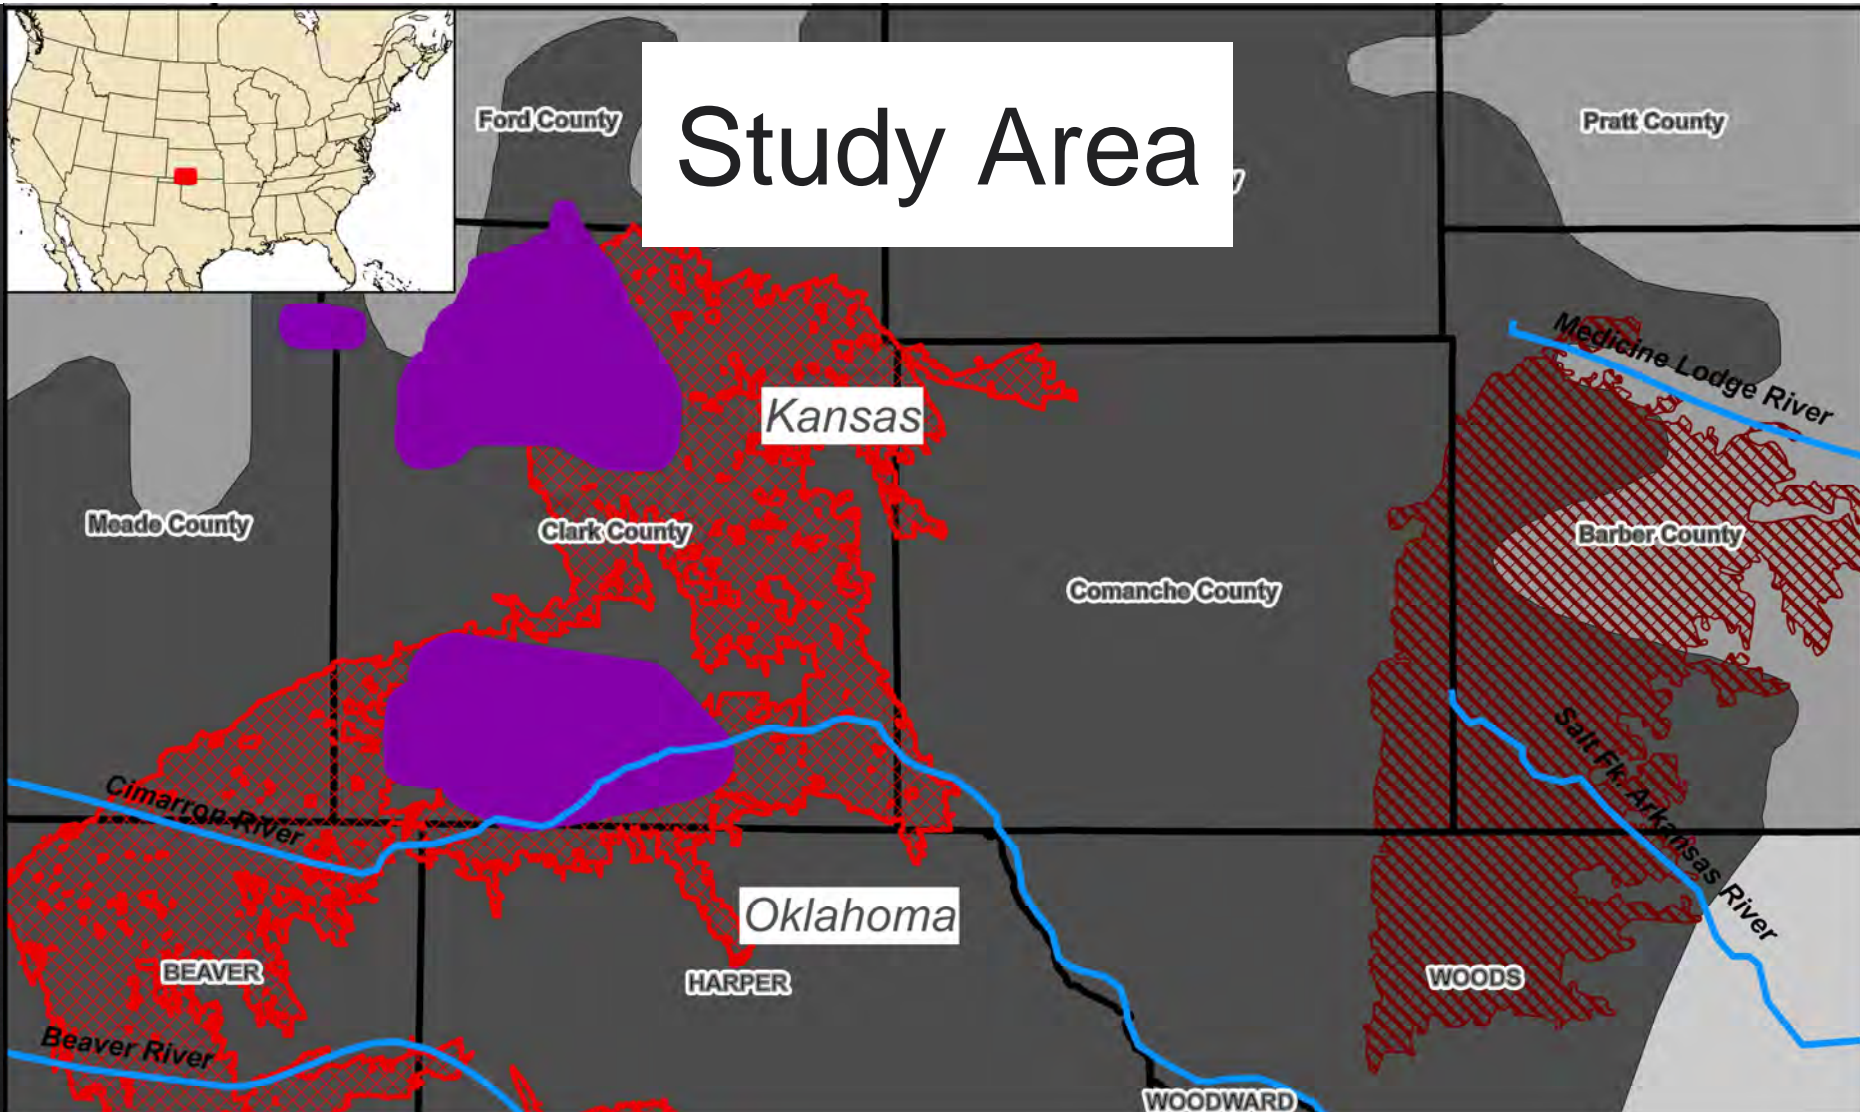 Study Area
Ford County
Pratt County
Medicine Lodge River
Kansas
Meade County
Clark County
Barber County
Comanche County
Salt Fk. Arkansas River
Cimarron River
Oklahoma
BEAVER
HARPER
WOODS
Beaver River
WOODWARD